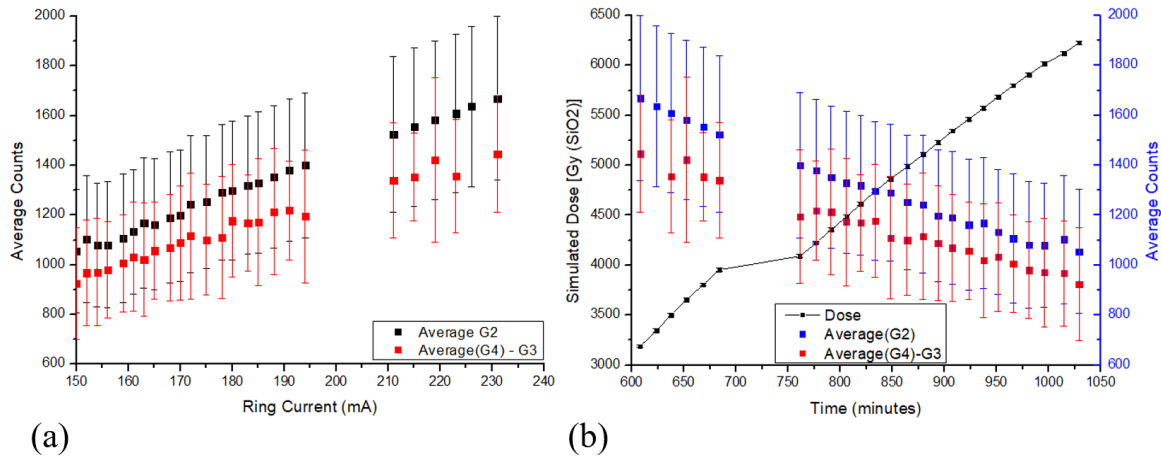 2000
1800
1600
1400
1200
1000
800
600
Average Counts
150 160 170 180 190 200 210 220 230 240
Ring Current (mA)
Average G2
Average(G4) - G3
(a)
6500
6000
5500
5000
4500
4000
3500
3000
Simulated Dose [Gy (SiO2)]
600 650 700 750 800 850 900 950 1000 1050
Time (minutes)
2000
1800
1600
1400
1200
1000
800
600
Average Counts
Dose
Average(G2)
Average(G4)-G3
(b)